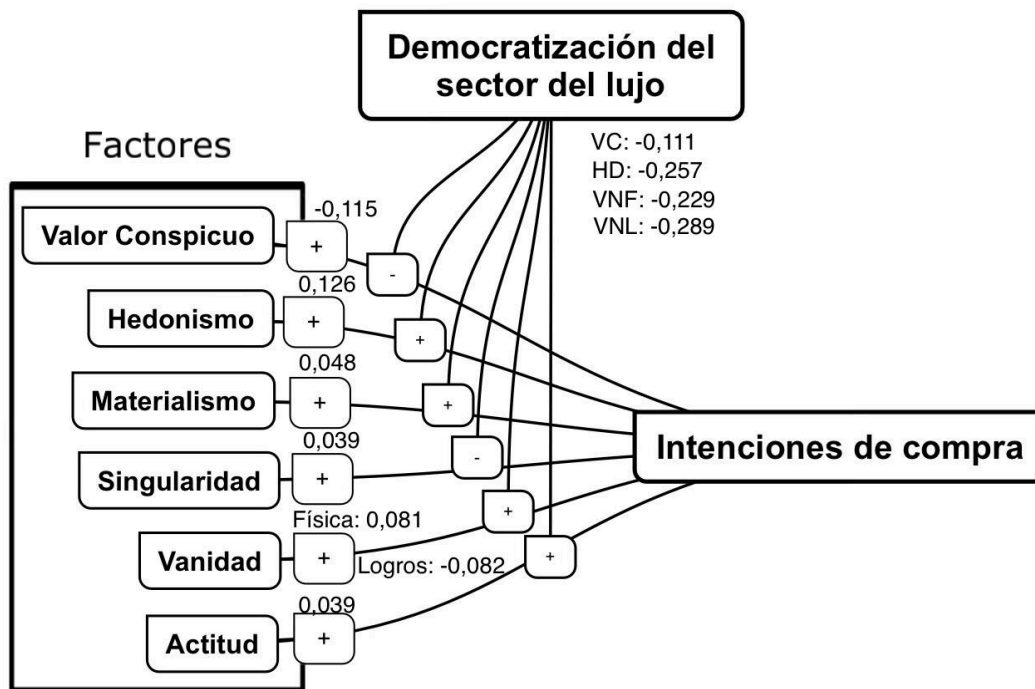 Democratización del
sector del lujo
VC: -0,111
HD: -0,257
VNF: -0,229
VNL: -0,289
Factores
-0,115
Valor Conspicuo
+
-
0,126
Hedonismo
+
+
0,048
Materialismo
+
+
0,039
Singularidad
+
-
Intenciones de compra
Física: 0,081
+
Vanidad
+
Logros: -0,082
+
0,039
Actitud
+